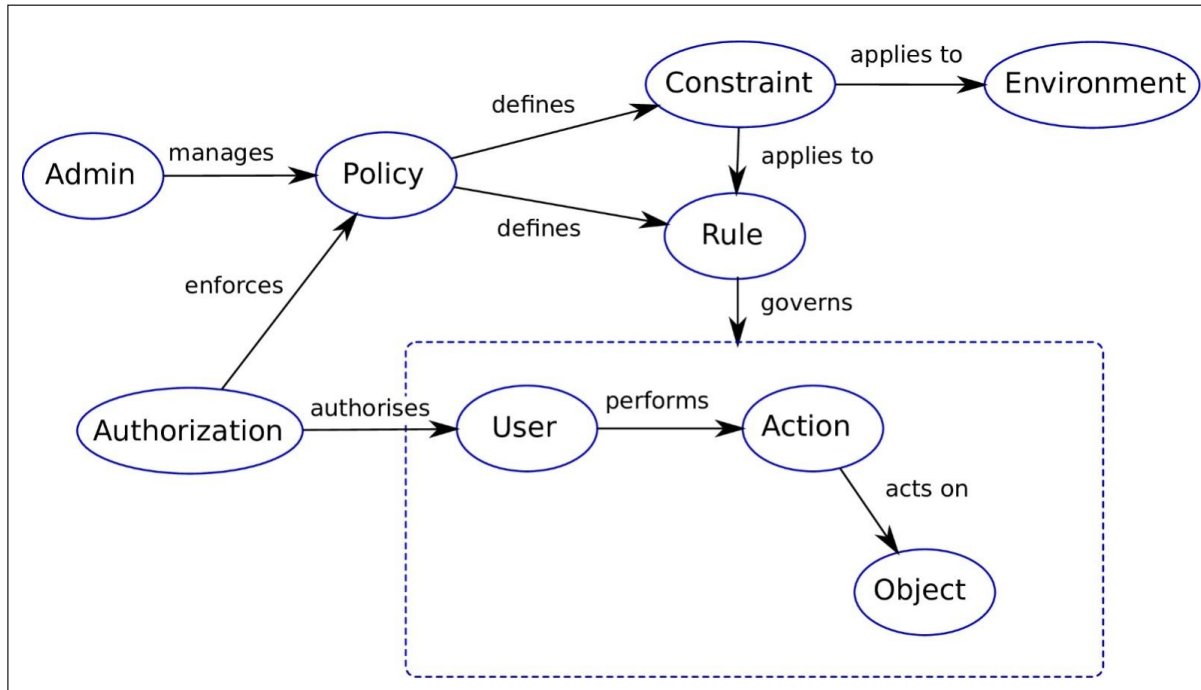 Constraint
applies to
Environment
defines
Admin
manages
Policy
applies to
defines
Rule
enforces
governs
Authorization
authorises
User
performs
Action
acts on
Object